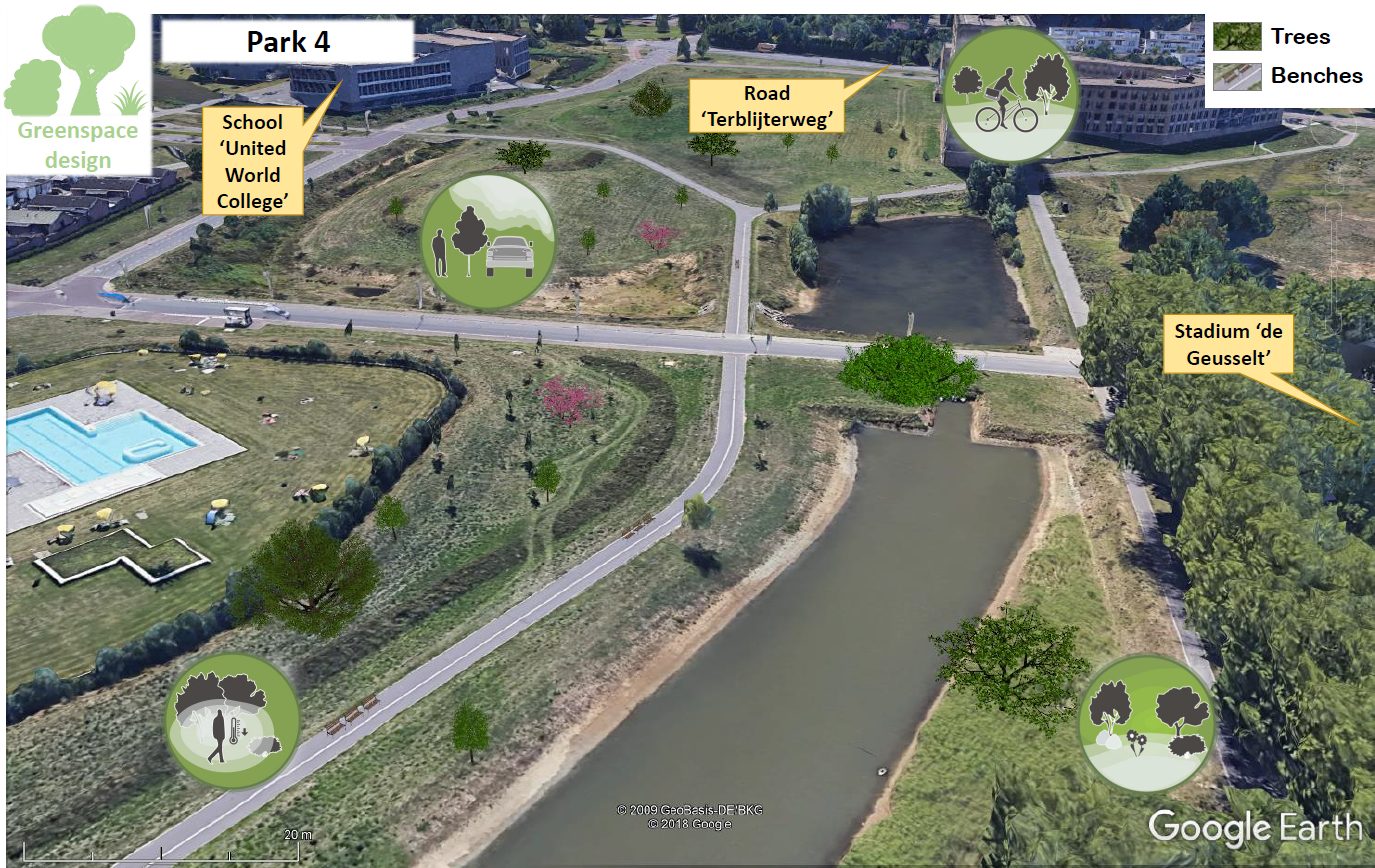 Park 4
Greenspace
design
School
‘United
World
College’
Road
‘Terblijterweg’
Trees
Benches
Stadium ‘de
Geusselt’
20 m
© 2009 GeoBasis-DE/BKG
© 2018 Google
Google Earth